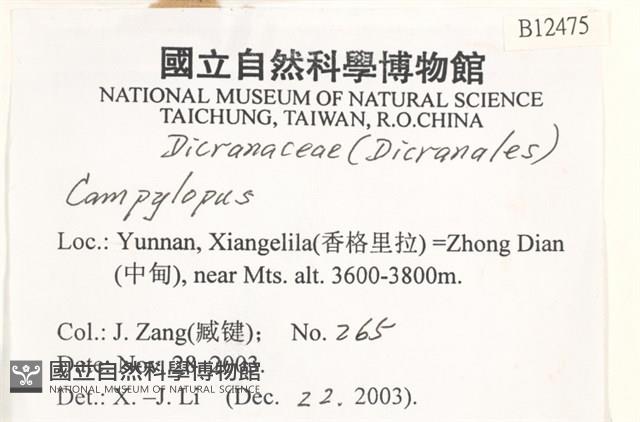 B12475
國立自然科學博物館
NATIONAL MUSEUM OF NATURAL SCIENCE
TAICHUNG, TAIWAN, R.O.CHINA
Dicranaceae (Dicranales)
Campylopus
Loc.: Yunnan, Xiangelila(香格里拉) =Zhong Dian
(中甸), near Mts. alt. 3600-3800m.
Col.: J. Zang(臧键); No. 265
Date: Nov. 28, 2003.
國立自然科學博物館
NATIONAL MUSEUM OF NATURAL SCIENCE
Det.: X. –J. Li (Dec. 22. 2003).